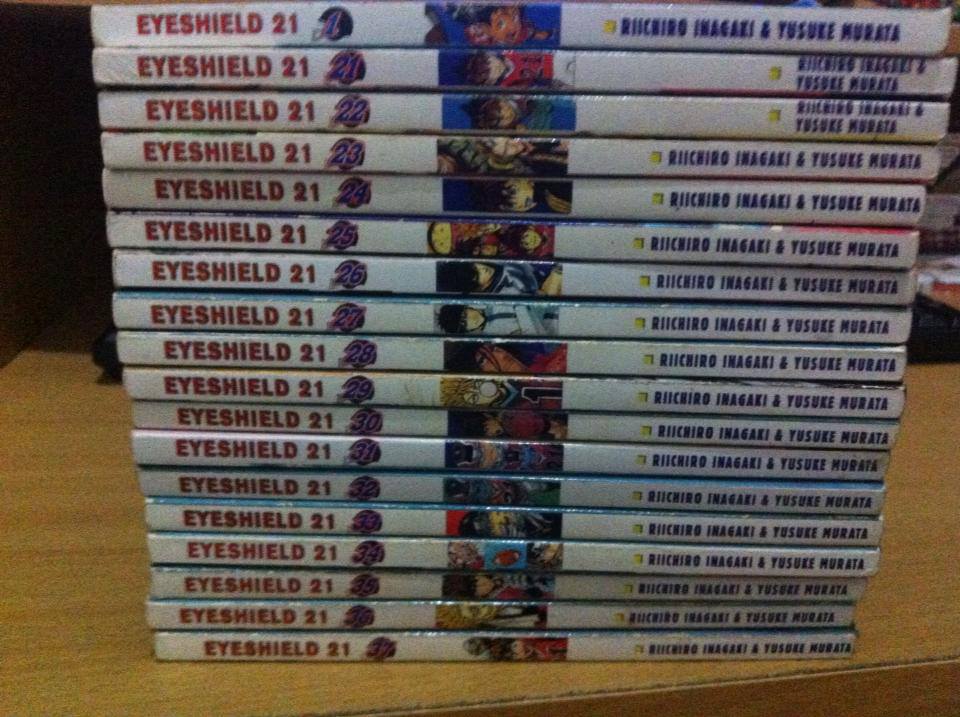 EYESHIELD 21 1 RIICHIRO INAGAKI & YUSUKE MURATA
EYESHIELD 21 21 RIICHIRO INAGAKI &
YUSUKE MURATA
EYESHIELD 21 22 RIICHIRO INAGAKI &
YUSUKE MURATA
EYESHIELD 21 23 RIICHIRO INAGAKI & YUSUKE MURATA
EYESHIELD 21 24 RIICHIRO INAGAKI & YUSUKE MURATA
EYESHIELD 21 25 RIICHIRO INAGAKI & YUSUKE MURATA
EYESHIELD 21 26 RIICHIRO INAGAKI & YUSUKE MURATA
EYESHIELD 21 27 RIICHIRO INAGAKI & YUSUKE MURATA
EYESHIELD 21 28 RIICHIRO INAGAKI & YUSUKE MURATA
EYESHIELD 21 29 1 RIICHIRO INAGAKI & YUSUKE MURATA
EYESHIELD 21 30 RIICHIRO INAGAKI & YUSUKE MURATA
EYESHIELD 21 31 RIICHIRO INAGAKI & YUSUKE MURATA
EYESHIELD 21 32 RIICHIRO INAGAKI & YUSUKE MURATA
EYESHIELD 21 33 RIICHIRO INAGAKI & YUSUKE MURATA
EYESHIELD 21 34 RIICHIRO INAGAKI & YUSUKE MURATA
EYESHIELD 21 35 RIICHIRO INAGAKI & YUSUKE MURATA
EYESHIELD 21 36 RIICHIRO INAGAKI & YUSUKE MURATA
EYESHIELD 21 37 RIICHIRO INAGAKI & YUSUKE MURATA